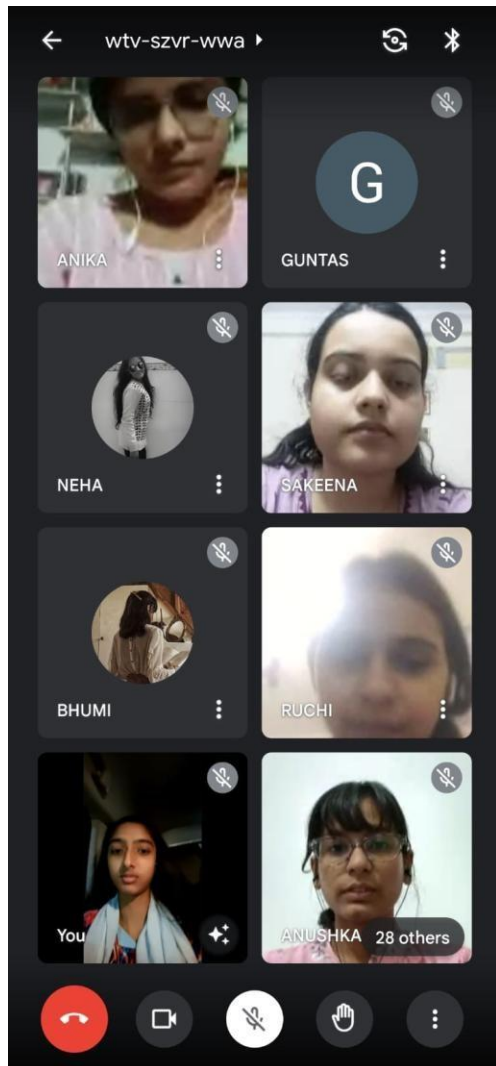 wtv-szvr-wwa
G
ANIKA
GUNTAS
NEHA
SAKEENA
BHUMI
RUCHI
You
ANUSHKA
28 others